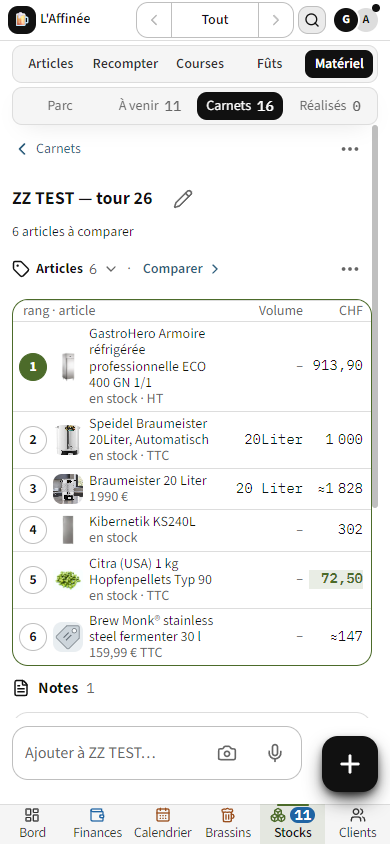 L'Affinée
Tout
G
A
Articles
Recompter
Courses
Fûts
Matériel
Parc
À venir 11
Carnets 16
Réalisés 0
Carnets
ZZ TEST — tour 26
6 articles à comparer
Articles 6
· Comparer
rang · article
Volume
CHF
1
GastroHero Armoire
réfrigérée
professionnelle ECO
400 GN 1/1
en stock · HT
–
913,90
2
Speidel Braumeister
20Liter, Automatisch
en stock · TTC
20Liter
1 000
3
Braumeister 20 Liter
1990 €
20 Liter
≈1 828
4
Kibernetik KS240L
en stock
–
302
5
Citra (USA) 1 kg
Hopfenpellets Typ 90
en stock · TTC
–
72,50
6
Brew Monk® stainless
steel fermenter 30 l
159,99 € TTC
–
≈147
Notes 1
Ajouter à ZZ TEST…
Bord
Finances
Calendrier
Brassins
11
Stocks
Clients